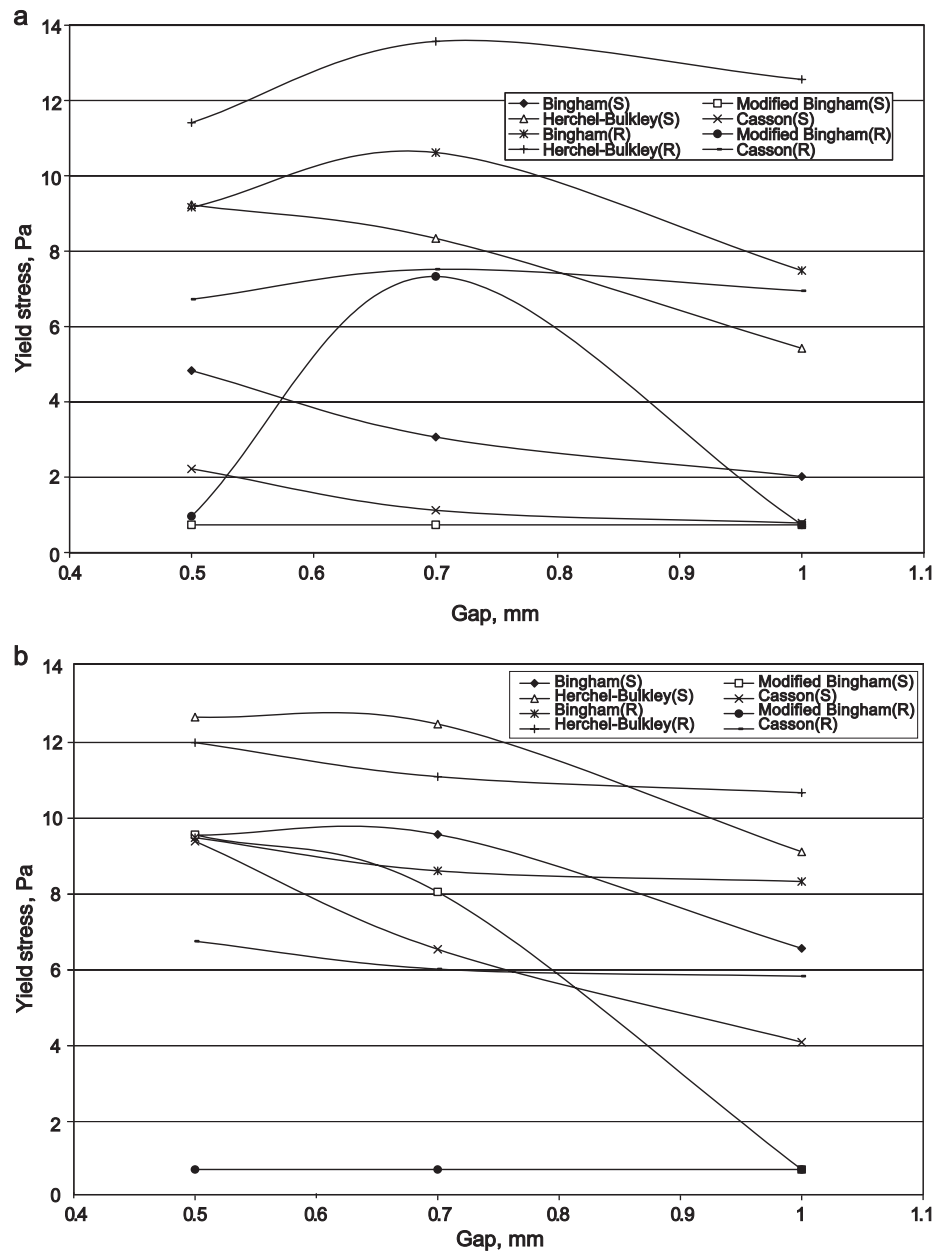 a
14
12
10
8
6
4
2
0
Yield stress, Pa
Bingham(S) Modified Bingham(S)
Herchel-Bulkley(S) Casson(S)
Bingham(R) Modified Bingham(R)
Herchel-Bulkley(R) Casson(R)
0.4 0.5 0.6 0.7 0.8 0.9 1 1.1
Gap, mm
b
14
12
10
8
6
4
2
0
Yield stress, Pa
Bingham(S) Modified Bingham(S)
Herchel-Bulkley(S) Casson(S)
Bingham(R) Modified Bingham(R)
Herchel-Bulkley(R) Casson(R)
0.4 0.5 0.6 0.7 0.8 0.9 1 1.1
Gap, mm